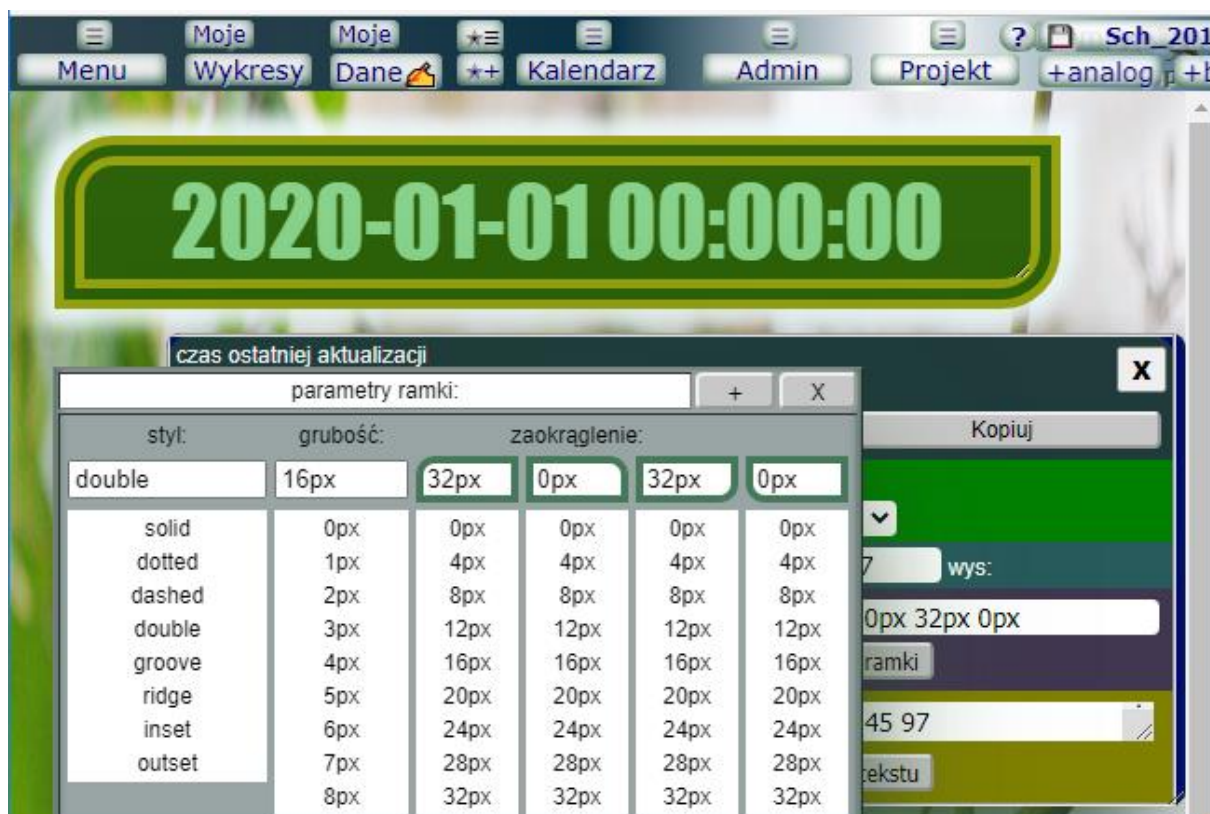 ☰ Moje Moje ★☰ ☰ ☰ ☰ ? Sch_201
Menu Wykresy Dane ★+ Kalendarz Admin Projekt +analog
2020-01-01 00:00:00
czas ostatniej aktualizacji X
parametry ramki: + X
styl: grubość: zaokrąglenie: Kopiuj
double 16px 32px 0px 32px 0px
solid 0px 0px 0px 0px 0px
dotted 1px 4px 4px 4px 4px
7 wys:
dashed 2px 8px 8px 8px 8px
double 3px 12px 12px 12px 12px 0px 32px 0px
groove 4px 16px 16px 16px 16px ramki
ridge 5px 20px 20px 20px 20px
inset 6px 24px 24px 24px 24px 45 97
outset 7px 28px 28px 28px 28px tekstu
8px 32px 32px 32px 32px